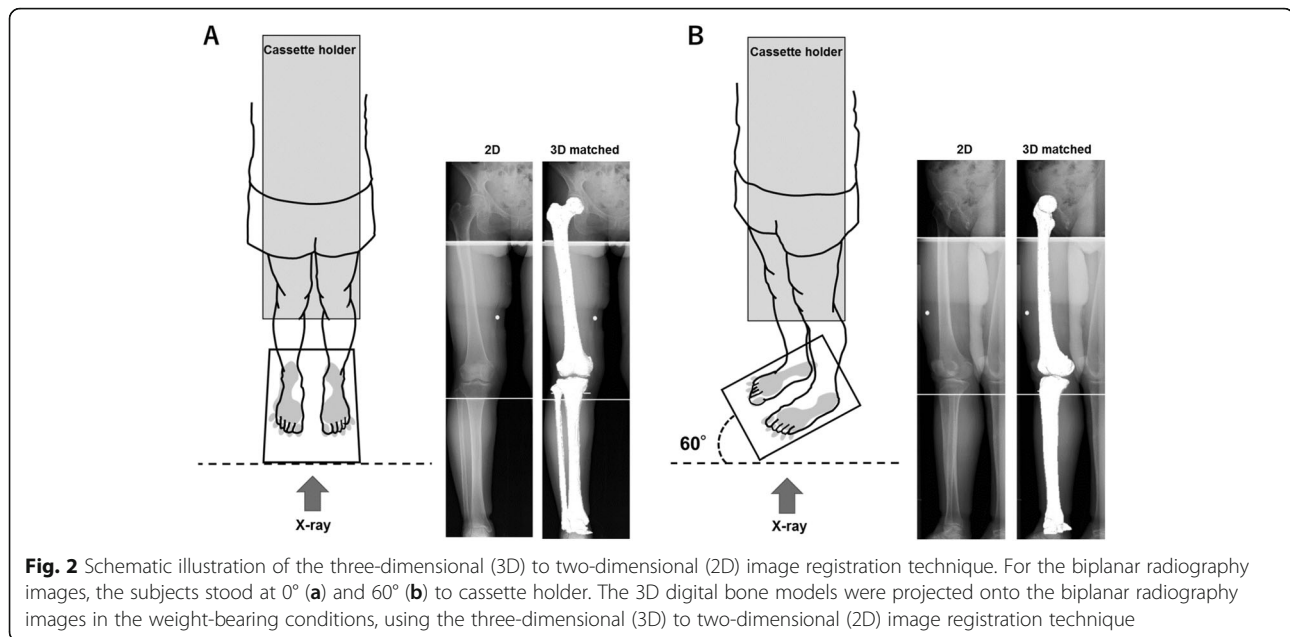 A
Cassette holder
2D
3D matched
X-ray
B
Cassette holder
2D
3D matched
60°
X-ray
Fig. 2 Schematic illustration of the three-dimensional (3D) to two-dimensional (2D) image registration technique. For the biplanar radiography
images, the subjects stood at 0° (a) and 60° (b) to cassette holder. The 3D digital bone models were projected onto the biplanar radiography
images in the weight-bearing conditions, using the three-dimensional (3D) to two-dimensional (2D) image registration technique